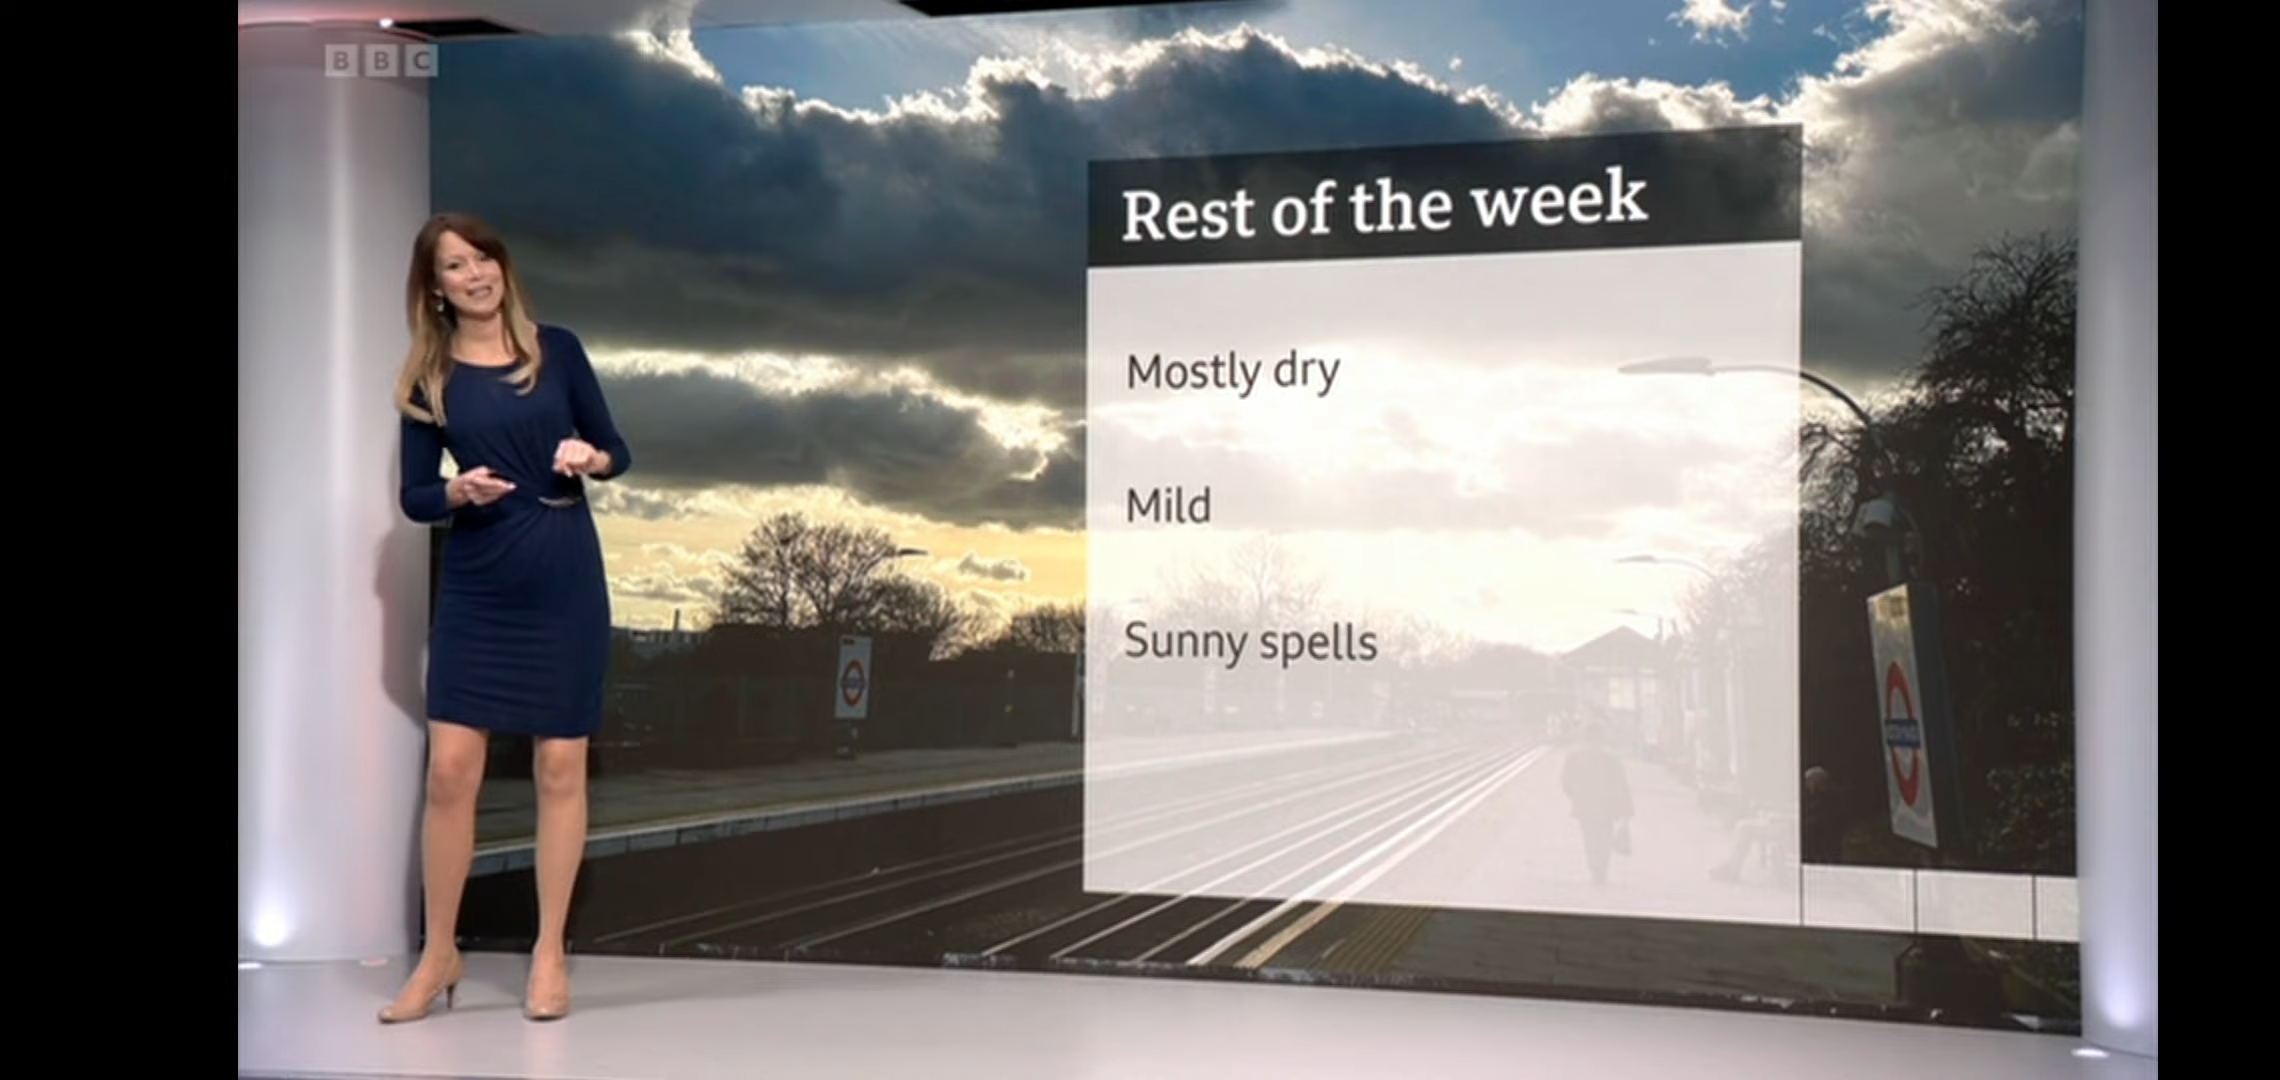 BBC
Rest of the week
Mostly dry
Mild
Sunny spells